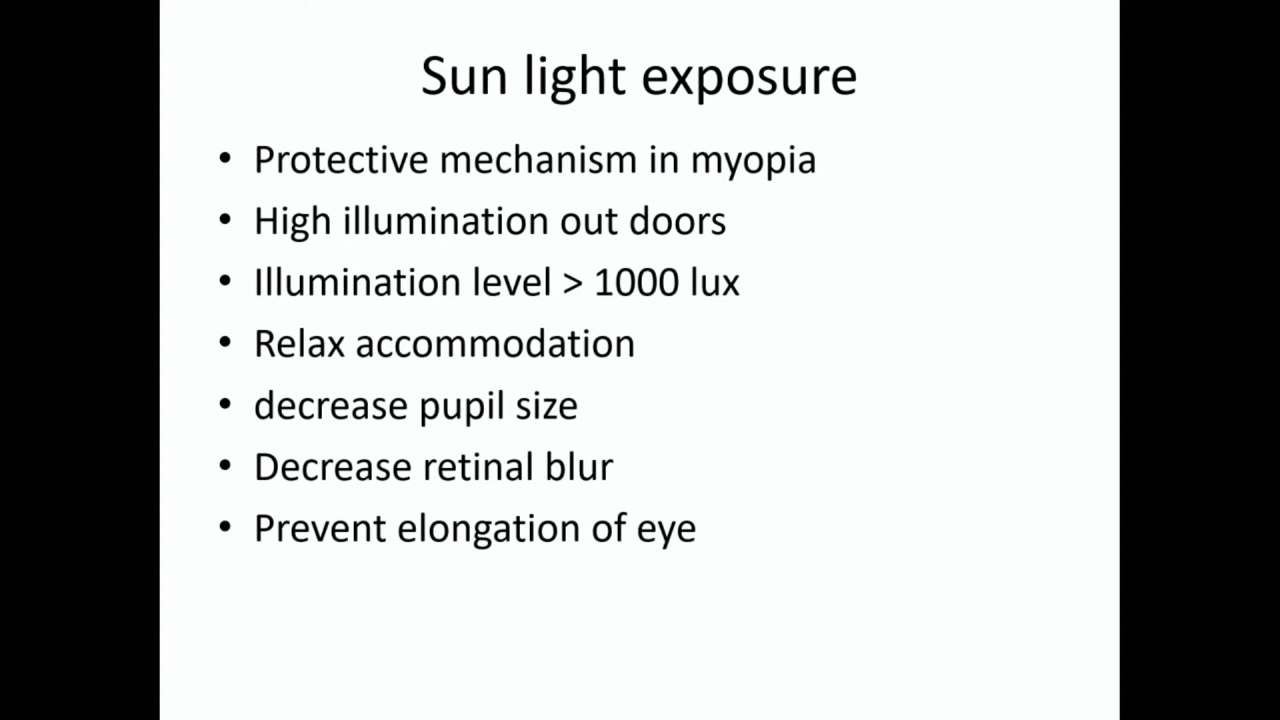 Sun light exposure
• Protective mechanism in myopia
• High illumination out doors
• Illumination level > 1000 lux
• Relax accommodation
• decrease pupil size
• Decrease retinal blur
• Prevent elongation of eye